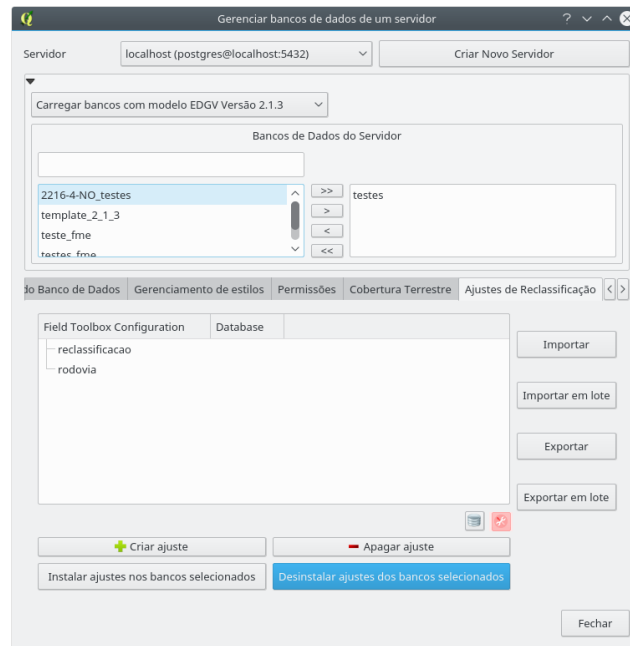 Gerenciar bancos de dados de um servidor
Servidor
localhost (postgres@localhost:5432)
Criar Novo Servidor
Carregar bancos com modelo EDGV Versão 2.1.3
Bancos de Dados do Servidor
2216-4-NO_testes
template_2_1_3
teste_fme
testes_fme
>>
>
<
<<
testes
do Banco de Dados
Gerenciamento de estilos
Permissões
Cobertura Terrestre
Ajustes de Reclassificação
Field Toolbox Configuration
Database
reclassificacao
rodovia
Importar
Importar em lote
Exportar
Exportar em lote
Criar ajuste
Apagar ajuste
Instalar ajustes nos bancos selecionados
Desinstalar ajustes dos bancos selecionados
Fechar